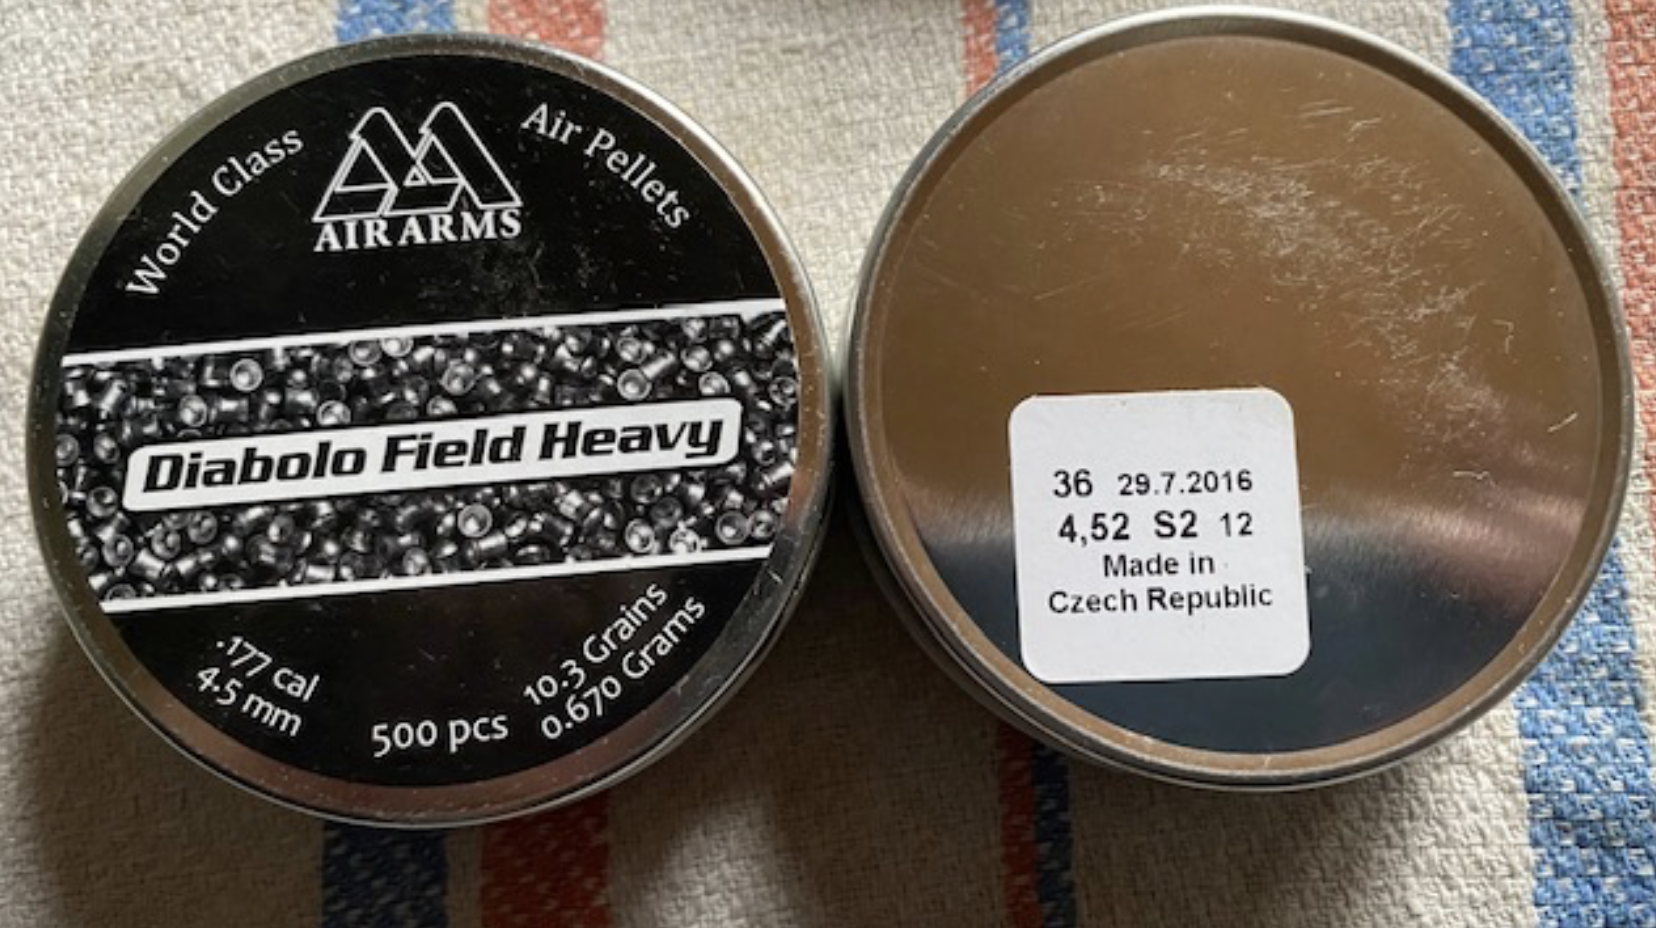 World Class
Air Pellets
AIR ARMS
Diabolo Field Heavy
.177 cal
4.5 mm
500 pcs
10.3 Grains
0.670 Grams
36 29.7.2016
4,52 S2 12
Made in
Czech Republic